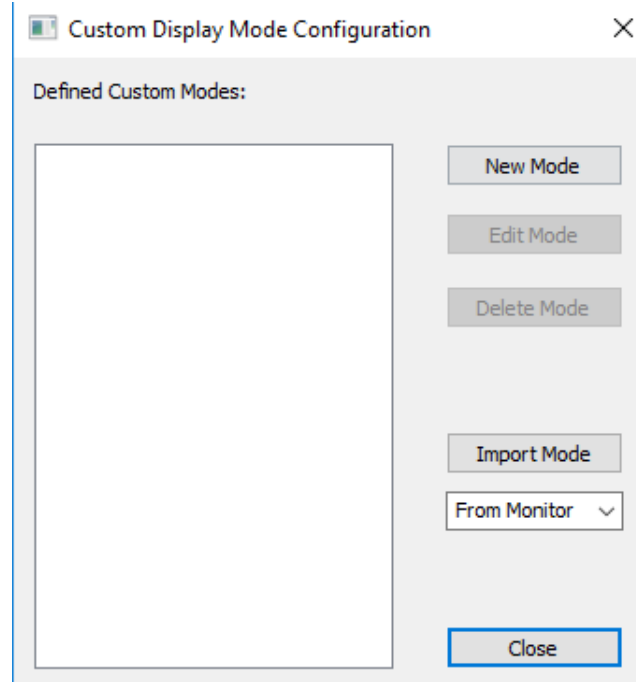 Custom Display Mode Configuration
Defined Custom Modes:
New Mode
Edit Mode
Delete Mode
Import Mode
From Monitor
Close